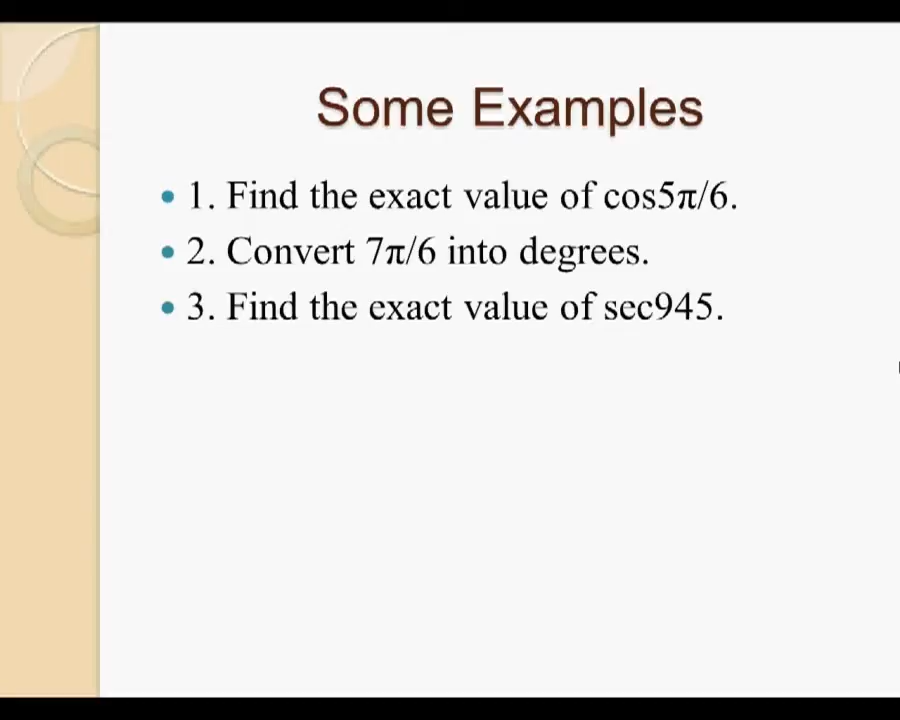 Some Examples
• 1. Find the exact value of cos5π/6.
• 2. Convert 7π/6 into degrees.
• 3. Find the exact value of sec945.